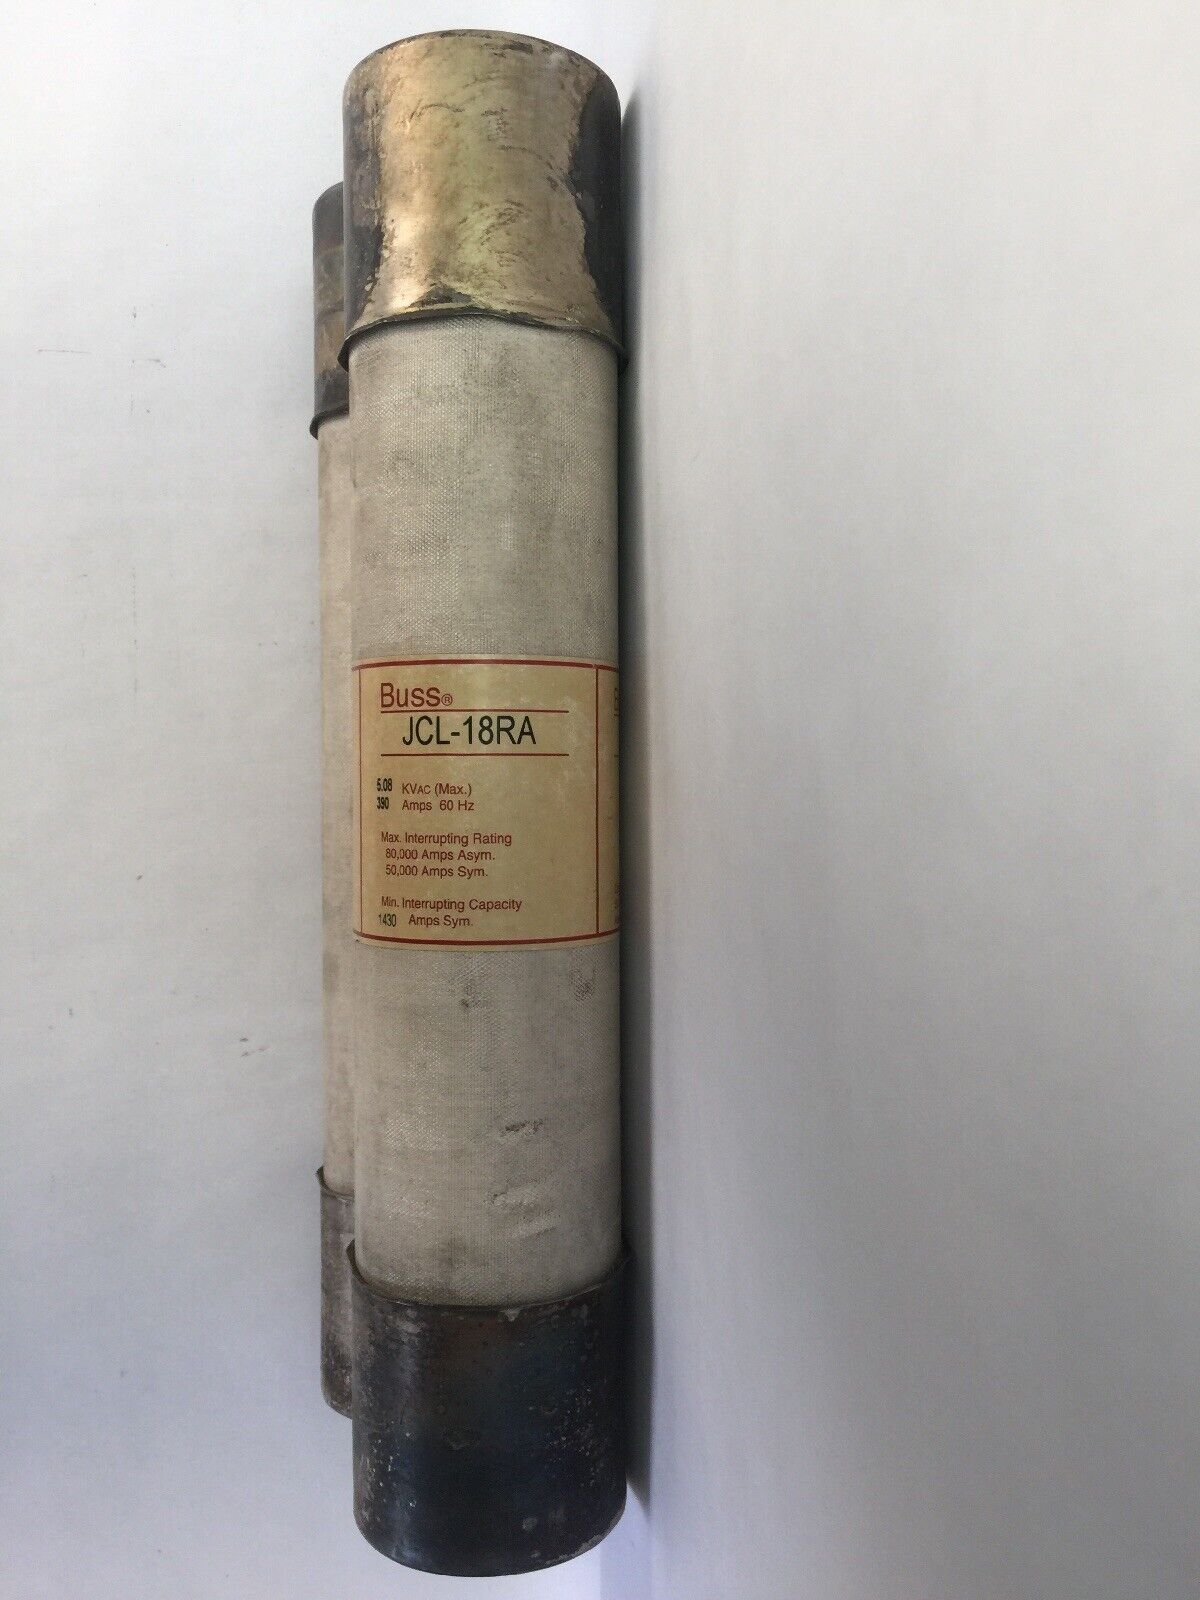 Buss®
JCL-18RA
5.08 KVAC (Max.)
390 Amps 60 Hz
Max. Interrupting Rating
80,000 Amps Asym.
50,000 Amps Sym.
Min. Interrupting Capacity
1430 Amps Sym.